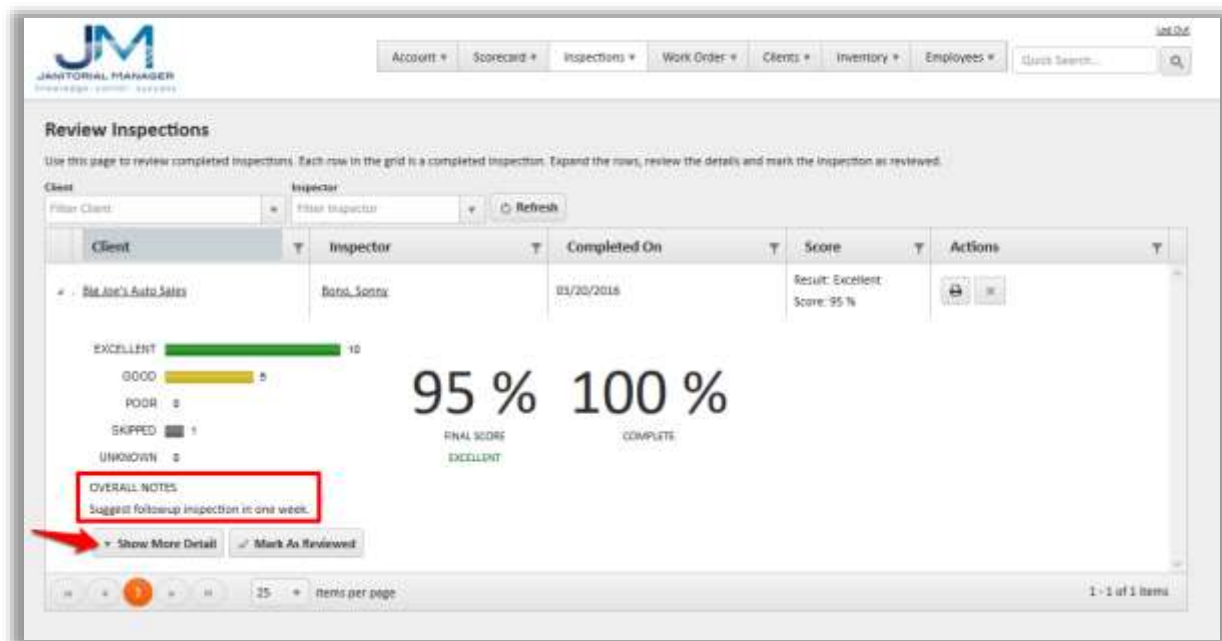 Log Out
JM
JANITORIAL MANAGER
knowledge · control · success
Account Scorecard Inspections Work Order Clients Inventory Employees Quick Search...
Review Inspections
Use this page to review completed inspections. Each row in the grid is a completed inspection. Expand the rows, review the details and mark the inspection as reviewed.
Client Inspector
Filter Client Filter Inspector Refresh
Client Inspector Completed On Score Actions
Big Joe's Auto Sales Bono, Sonny 03/20/2016 Result: Excellent
Score: 95 %
EXCELLENT 10
GOOD 5
POOR 0
SKIPPED 1
UNKNOWN 0
95 % 100 %
FINAL SCORE COMPLETE
EXCELLENT
OVERALL NOTES
Suggest followup inspection in one week.
Show More Detail Mark As Reviewed
1 25 items per page 1 - 1 of 1 items